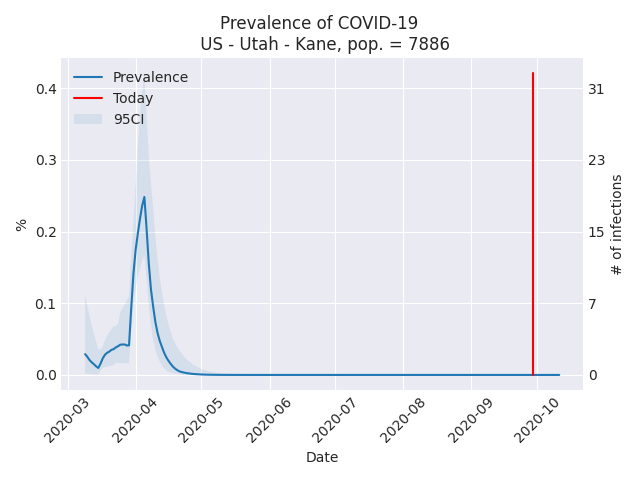 Prevalence of COVID-19
US - Utah - Kane, pop. = 7886
Prevalence
Today
95CI
0.4
0.3
0.2
0.1
0.0
%
31
23
15
7
0
# of infections
2020-03
2020-04
2020-05
2020-06
2020-07
2020-08
2020-09
2020-10
Date